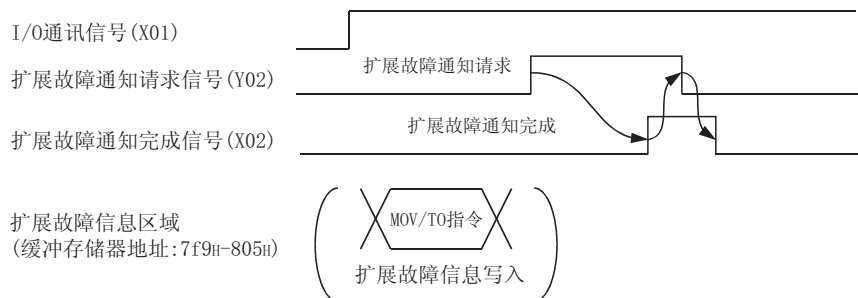 I/O通讯信号(X01)
扩展故障通知请求信号(Y02)
扩展故障通知请求
扩展故障通知完成信号(X02)
扩展故障通知完成
扩展故障信息区域
(缓冲存储器地址:7f9H-805H)
MOV/TO指令
扩展故障信息写入